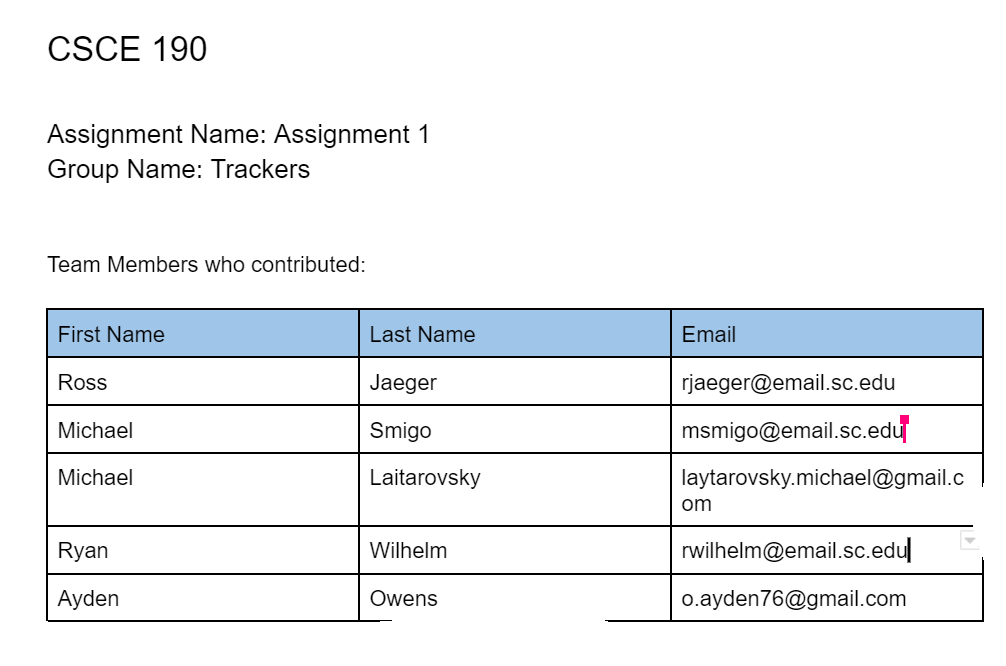 CSCE 190
Assignment Name: Assignment 1
Group Name: Trackers
Team Members who contributed:
First Name Last Name Email
Ross Jaeger rjaeger@email.sc.edu
Michael Smigo msmigo@email.sc.edu
Michael Laitarovsky laytarovsky.michael@gmail.c
om
Ryan Wilhelm rwilhelm@email.sc.edu
Ayden Owens o.ayden76@gmail.com